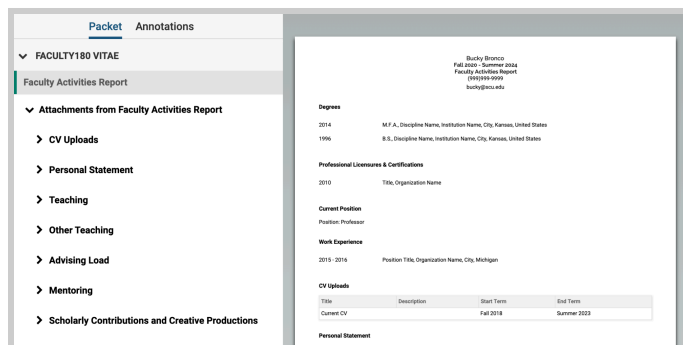 Packet Annotations
FACULTY180 VITAE
Faculty Activities Report
Attachments from Faculty Activities Report
CV Uploads
Personal Statement
Teaching
Other Teaching
Advising Load
Mentoring
Scholarly Contributions and Creative Productions
Bucky Bronco
Fall 2020 - Summer 2024
Faculty Activities Report
(999)999-9999
bucky@scu.edu
Degrees
2014 M.F.A., Discipline Name, Institution Name, City, Kansas, United States
1996 B.S., Discipline Name, Institution Name, City, Kansas, United States
Professional Licensures & Certifications
2010 Title, Organization Name
Current Position
Position: Professor
Work Experience
2015 - 2016 Position Title, Organization Name, City, Michigan
CV Uploads
Title Description Start Term End Term
Current CV Fall 2018 Summer 2023
Personal Statement